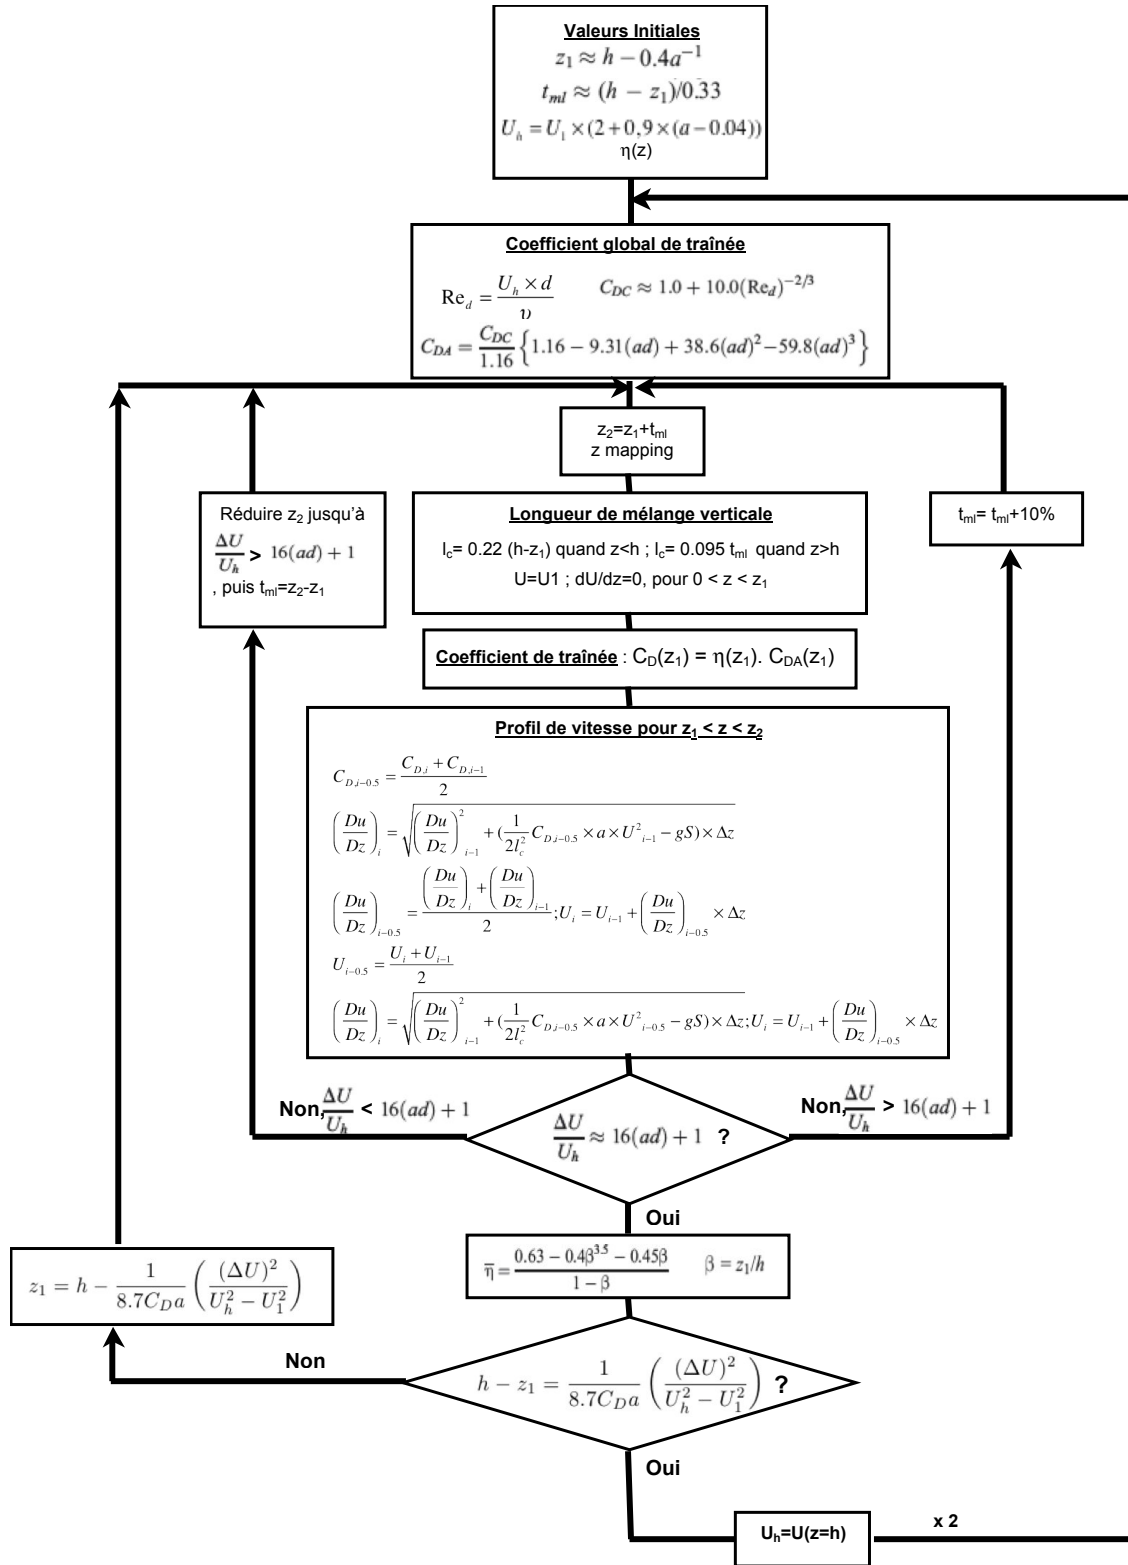 Valeurs Initiales
z₁ ≈ h − 0.4a⁻¹
t_ml ≈ (h − z₁)/0.33
U_h = U₁ × (2 + 0,9 × (a − 0.04))
η(z)
Coefficient global de traînée
Re_d = (U_h × d)/υ    C_DC ≈ 1.0 + 10.0(Re_d)^(−2/3)
C_DA = C_DC/1.16 {1.16 − 9.31(ad) + 38.6(ad)² −59.8(ad)³}
z₂=z₁+t_ml
z mapping
Réduire z₂ jusqu'à
ΔU/U_h > 16(ad) + 1
, puis t_ml=z₂-z₁
Longueur de mélange verticale
l_c= 0.22 (h-z₁) quand z<h ; l_c= 0.095 t_ml quand z>h
U=U1 ; dU/dz=0, pour 0 < z < z₁
t_ml= t_ml+10%
Coefficient de traînée : C_D(z₁) = η(z₁). C_DA(z₁)
Profil de vitesse pour z₁ < z < z₂
C_D,i−0.5 = (C_D,i + C_D,i−1)/2
(Du/Dz)_i = √((Du/Dz)²_i−1 + (1/(2l_c²) C_D,i−0.5 × a × U²_i−1 − gS) × Δz)
(Du/Dz)_i−0.5 = ((Du/Dz)_i + (Du/Dz)_i−1)/2 ;U_i = U_i−1 + (Du/Dz)_i−0.5 × Δz
U_i−0.5 = (U_i + U_i−1)/2
(Du/Dz)_i = √((Du/Dz)²_i−1 + (1/(2l_c²) C_D,i−0.5 × a × U²_i−0.5 − gS) × Δz) ;U_i = U_i−1 + (Du/Dz)_i−0.5 × Δz
Non, ΔU/U_h < 16(ad) + 1
ΔU/U_h ≈ 16(ad) + 1 ?
Non, ΔU/U_h > 16(ad) + 1
Oui
η̅ = (0.63 − 0.4β^3.5 − 0.45β)/(1 − β)    β = z₁/h
z₁ = h − 1/(8.7C_D a) ((ΔU)²/(U_h² − U₁²))
Non
h − z₁ = 1/(8.7C_D a) ((ΔU)²/(U_h² − U₁²)) ?
Oui
U_h=U(z=h)
x 2